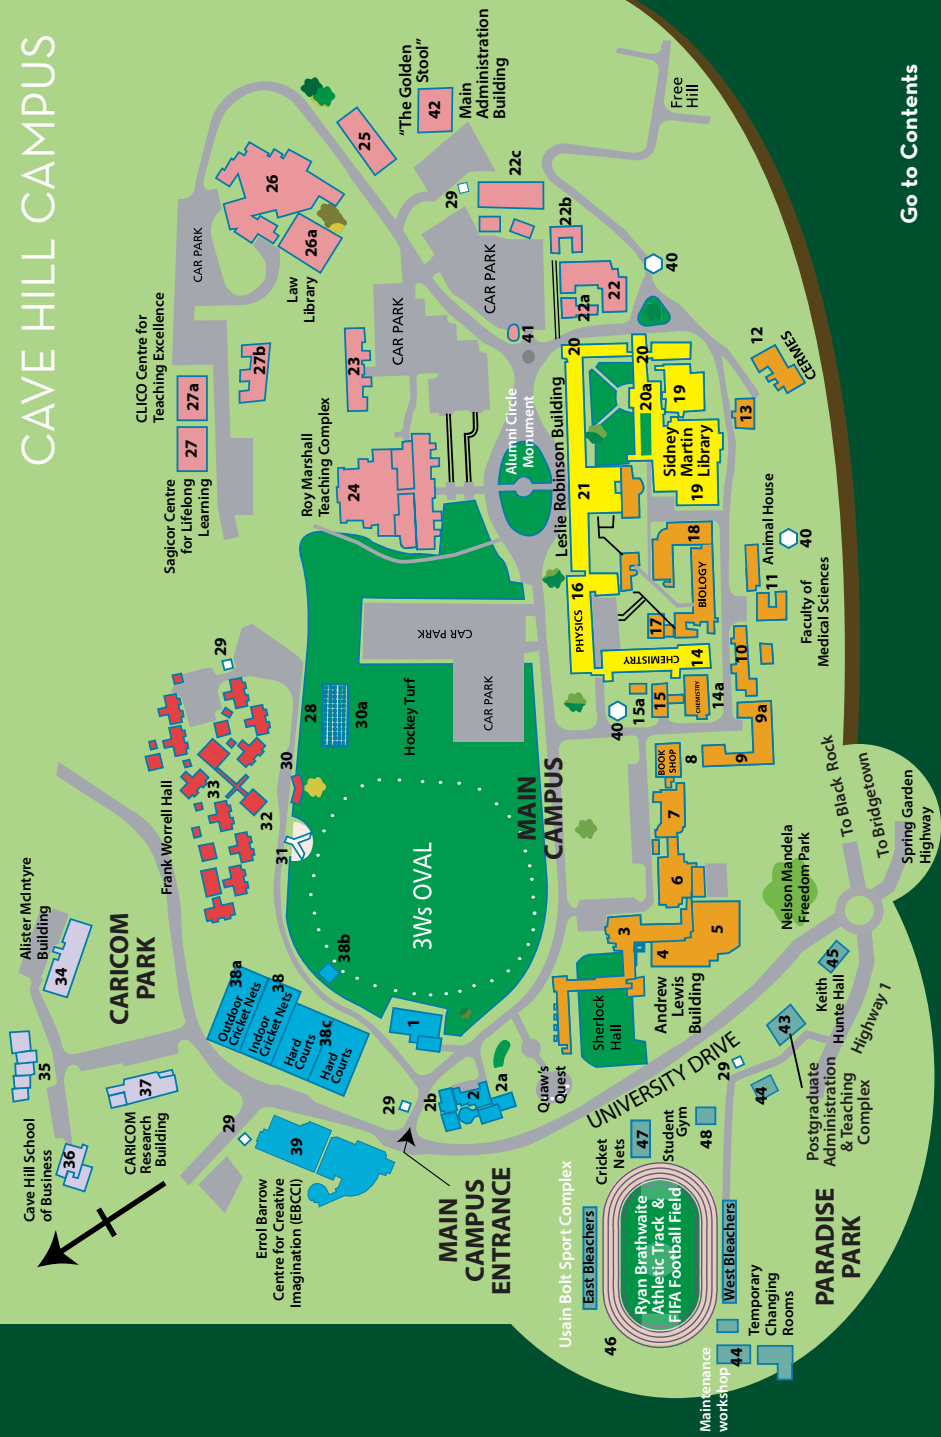 CAVE HILL CAMPUS
Go to Contents
"The Golden
Stool"
42
Main
Administration
Building
Free
Hill
25
26
26a
Law
Library
CAR PARK
29
22c
22b
CAR PARK
22a
22
40
41
CLICO Centre for
Teaching Excellence
27a
27b
27
Sagicor Centre
for Lifelong
Learning
23
CAR PARK
Roy Marshall
Teaching Complex
24
Alumni Circle
Monument
Leslie Robinson Building
20
20
20a
19
Sidney
Martin
Library
19
21
12
CERMES
13
18
BIOLOGY
17
16
PHYSICS
CHEMISTRY
14
Animal House
11
40
Faculty of
Medical Sciences
10
14a
CHEMISTRY
15
15a
40
9a
9
8
BOOK
SHOP
7
6
5
4
3
Andrew
Lewis
Building
Sherlock
Hall
CAR PARK
CAR PARK
Hockey Turf
28
30a
30
31
29
33
32
Frank Worrell Hall
3Ws OVAL
MAIN
CAMPUS
38b
38a
Outdoor
Cricket Nets
38
Indoor
Cricket Nets
38c
Hard
Courts
Hard
Courts
1
2
2a
2b
29
Quaw's
Quest
Alister McIntyre
Building
34
CARICOM
PARK
35
37
CARICOM
Research
Building
Cave Hill School
of Business
36
29
39
Errol Barrow
Centre for Creative
Imagination (EBCCI)
MAIN
CAMPUS
ENTRANCE
UNIVERSITY DRIVE
Nelson Mandela
Freedom Park
To Black Rock
To Bridgetown
Spring Garden
Highway
Highway 1
45
Keith
Hunte Hall
43
Postgraduate
Administration
& Teaching
Complex
29
44
Student
Gym
48
Cricket
Nets
47
Usain Bolt Sport Complex
East Bleachers
Ryan Brathwaite
Athletic Track &
FIFA Football Field
West Bleachers
46
PARADISE
PARK
Temporary
Changing
Rooms
Maintenance
workshop
44